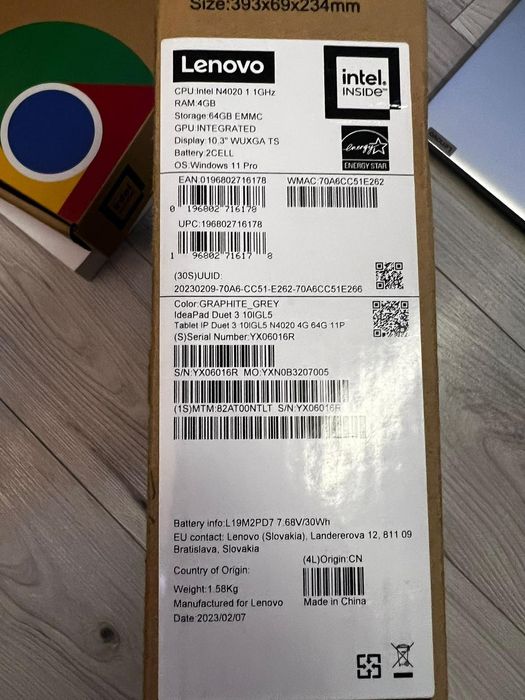 Size:393x69x234mm
Lenovo
intel.
INSIDE™
CPU:Intel N4020 1 1GHz
RAM:4GB
Storage:64GB EMMC
GPU:INTEGRATED
Display:10.3" WUXGA TS
Battery:2CELL
OS:Windows 11 Pro
energy
ENERGY STAR
EAN:0196802716178
WMAC:70A6CC51E262
0 196802 716178
UPC:196802716178
1 96802 71617 8
(30S)UUID:
20230209-70A6-CC51-E262-70A6CC51E266
Color:GRAPHITE_GREY
IdeaPad Duet 3 10IGL5
Tablet IP Duet 3 10IGL5 N4020 4G 64G 11P
(S)Serial Number:YX06016R
S/N:YX06016R MO:YXN0B3207005
(1S)MTM:82AT00NTLT S/N:YX06016R
Battery info:L19M2PD7 7.68V/30Wh
EU contact: Lenovo (Slovakia), Landererova 12, 811 09
Bratislava, Slovakia
(4L)Origin:CN
Country of Origin:
Weight:1.58Kg
Manufactured for Lenovo
Made in China
Date:2023/02/07
intel
Lenovo